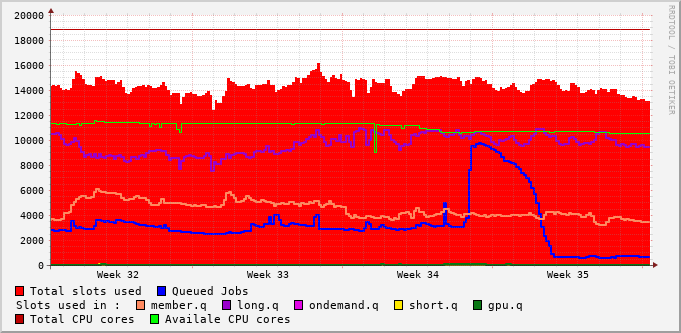 20000
18000
16000
14000
12000
10000
8000
6000
4000
2000
0
Week 32 Week 33 Week 34 Week 35
Total slots used Queued Jobs
Slots used in : member.q long.q ondemand.q short.q gpu.q
Total CPU cores Availale CPU cores
RRDTOOL / TOBI OETIKER